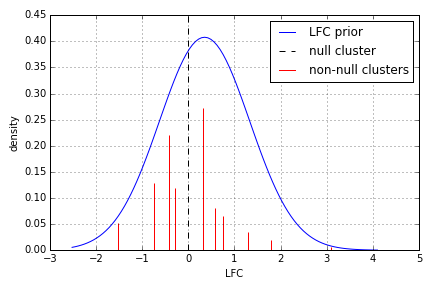 0.45
0.40
0.35
0.30
0.25
0.20
0.15
0.10
0.05
0.00
density
LFC prior
null cluster
non-null clusters
−3 −2 −1 0 1 2 3 4 5
LFC